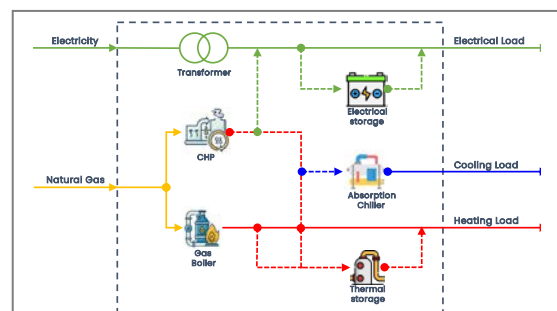 Electricity
Electrical Load
Transformer
Electrical
storage
CHP
Cooling Load
Natural Gas
Absorption
Chiller
Heating Load
Gas
Boiler
Thermal
storage